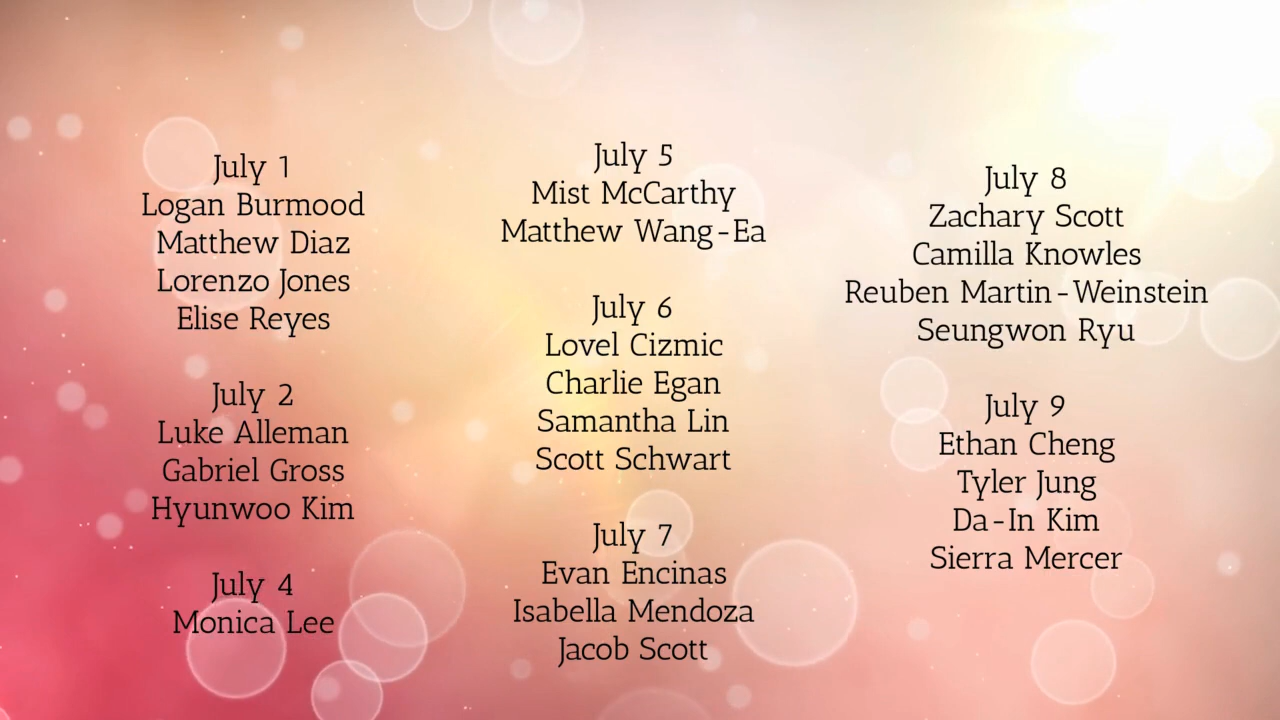 July 1
Logan Burmood
Matthew Diaz
Lorenzo Jones
Elise Reyes
July 2
Luke Alleman
Gabriel Gross
Hyunwoo Kim
July 4
Monica Lee
July 5
Mist McCarthy
Matthew Wang-Ea
July 6
Lovel Cizmic
Charlie Egan
Samantha Lin
Scott Schwart
July 7
Evan Encinas
Isabella Mendoza
Jacob Scott
July 8
Zachary Scott
Camilla Knowles
Reuben Martin-Weinstein
Seungwon Ryu
July 9
Ethan Cheng
Tyler Jung
Da-In Kim
Sierra Mercer